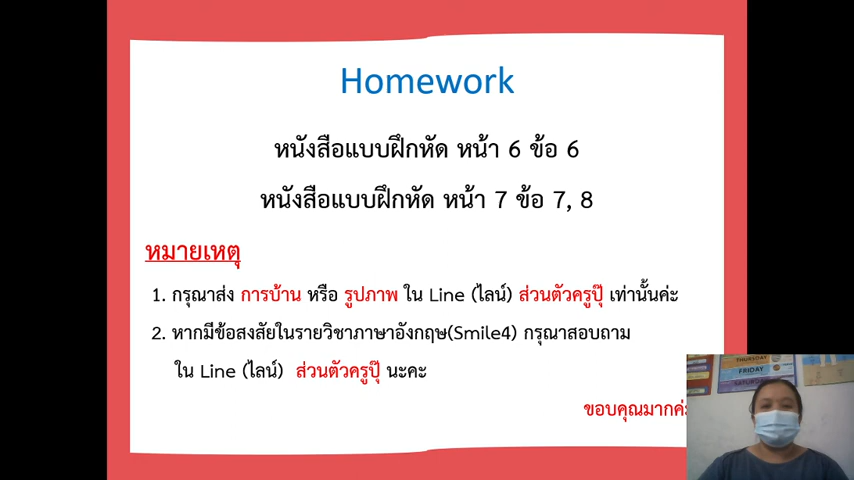 Homework
หนังสือแบบฝึกหัด หน้า 6 ข้อ 6
หนังสือแบบฝึกหัด หน้า 7 ข้อ 7, 8
หมายเหตุ
1. กรุณาส่ง การบ้าน หรือ รูปภาพ ใน Line (ไลน์) ส่วนตัวครูปุ๊ เท่านั้นค่ะ
2. หากมีข้อสงสัยในรายวิชาภาษาอังกฤษ(Smile4) กรุณาสอบถาม
ใน Line (ไลน์) ส่วนตัวครูปุ๊ นะคะ
ขอบคุณมากค่
THURSDAY
FRIDAY
SATURDAY